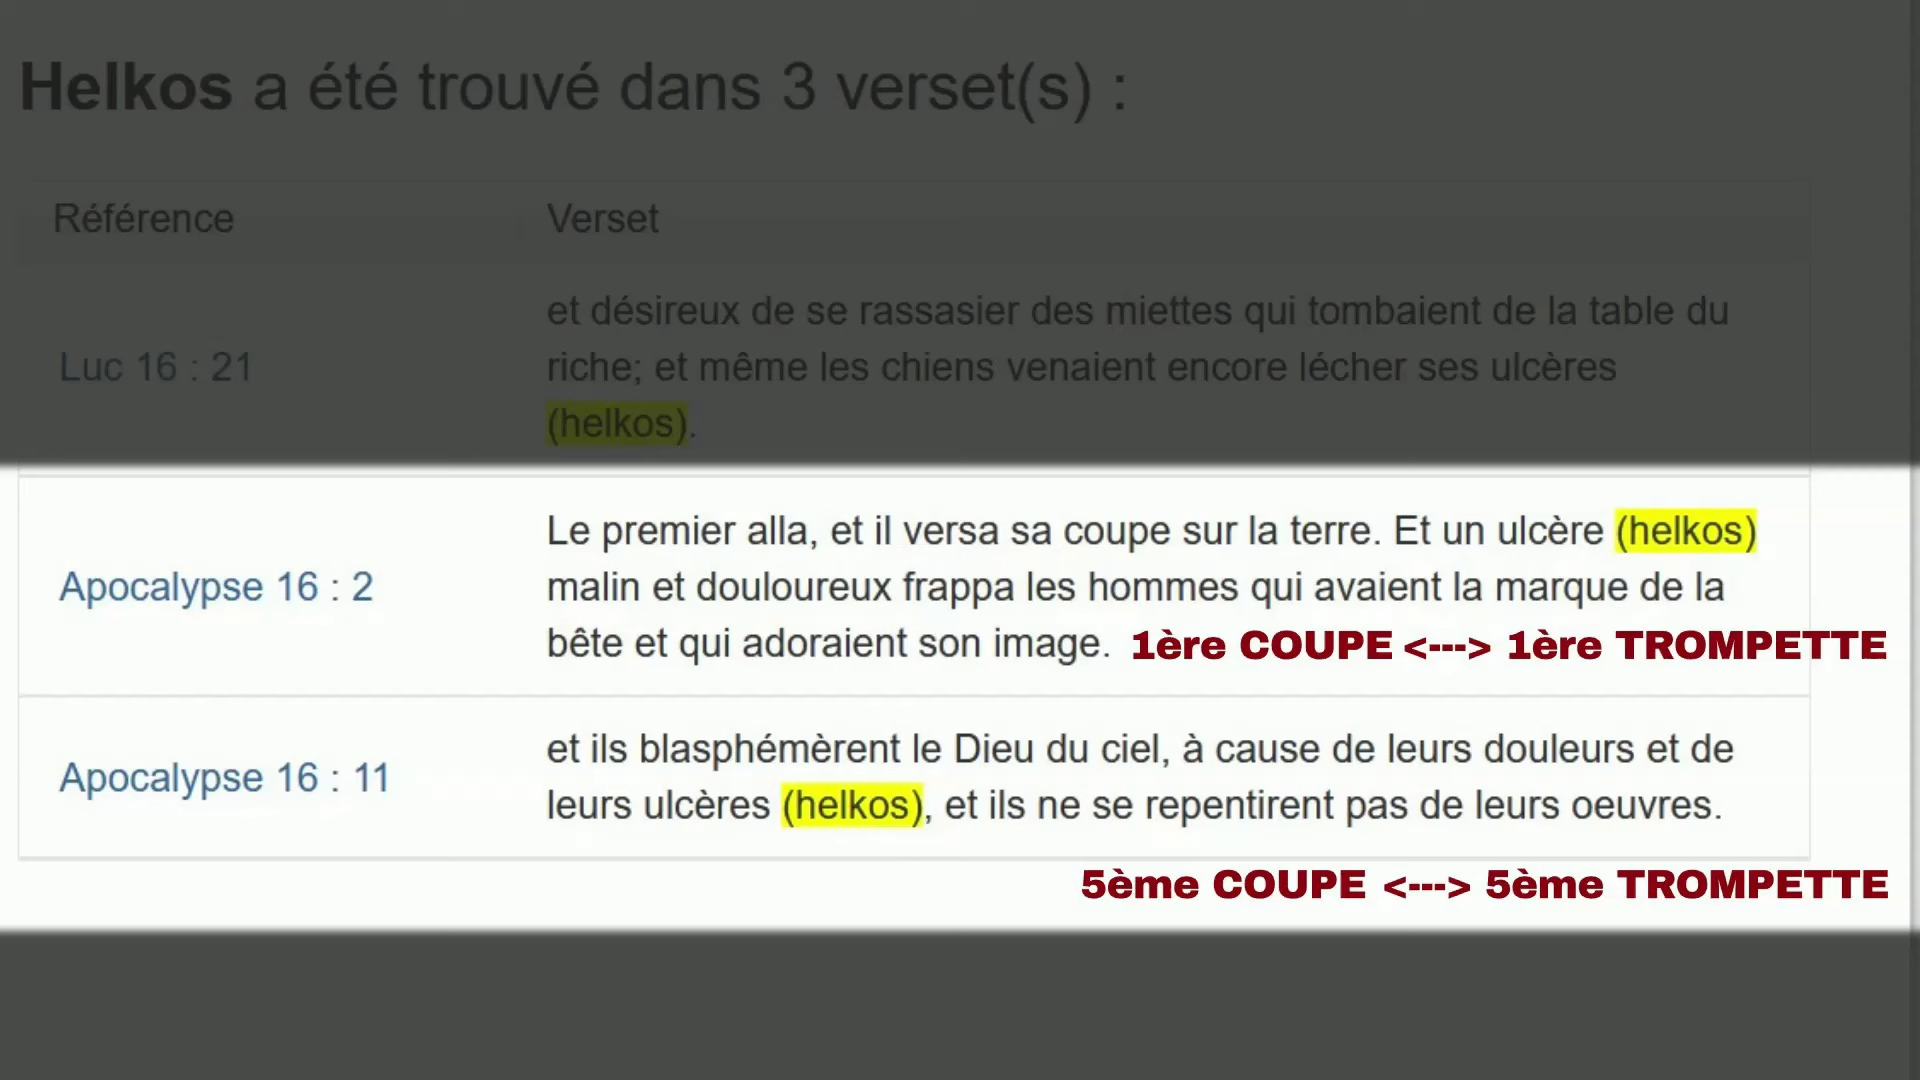 Helkos a été trouvé dans 3 verset(s) :
Référence
Verset
Luc 16 : 21
et désireux de se rassasier des miettes qui tombaient de la table du
riche; et même les chiens venaient encore lécher ses ulcères
(helkos).
Apocalypse 16 : 2
Le premier alla, et il versa sa coupe sur la terre. Et un ulcère (helkos)
malin et douloureux frappa les hommes qui avaient la marque de la
bête et qui adoraient son image.
1ère COUPE <---> 1ère TROMPETTE
Apocalypse 16 : 11
et ils blasphémèrent le Dieu du ciel, à cause de leurs douleurs et de
leurs ulcères (helkos), et ils ne se repentirent pas de leurs oeuvres.
5ème COUPE <---> 5ème TROMPETTE